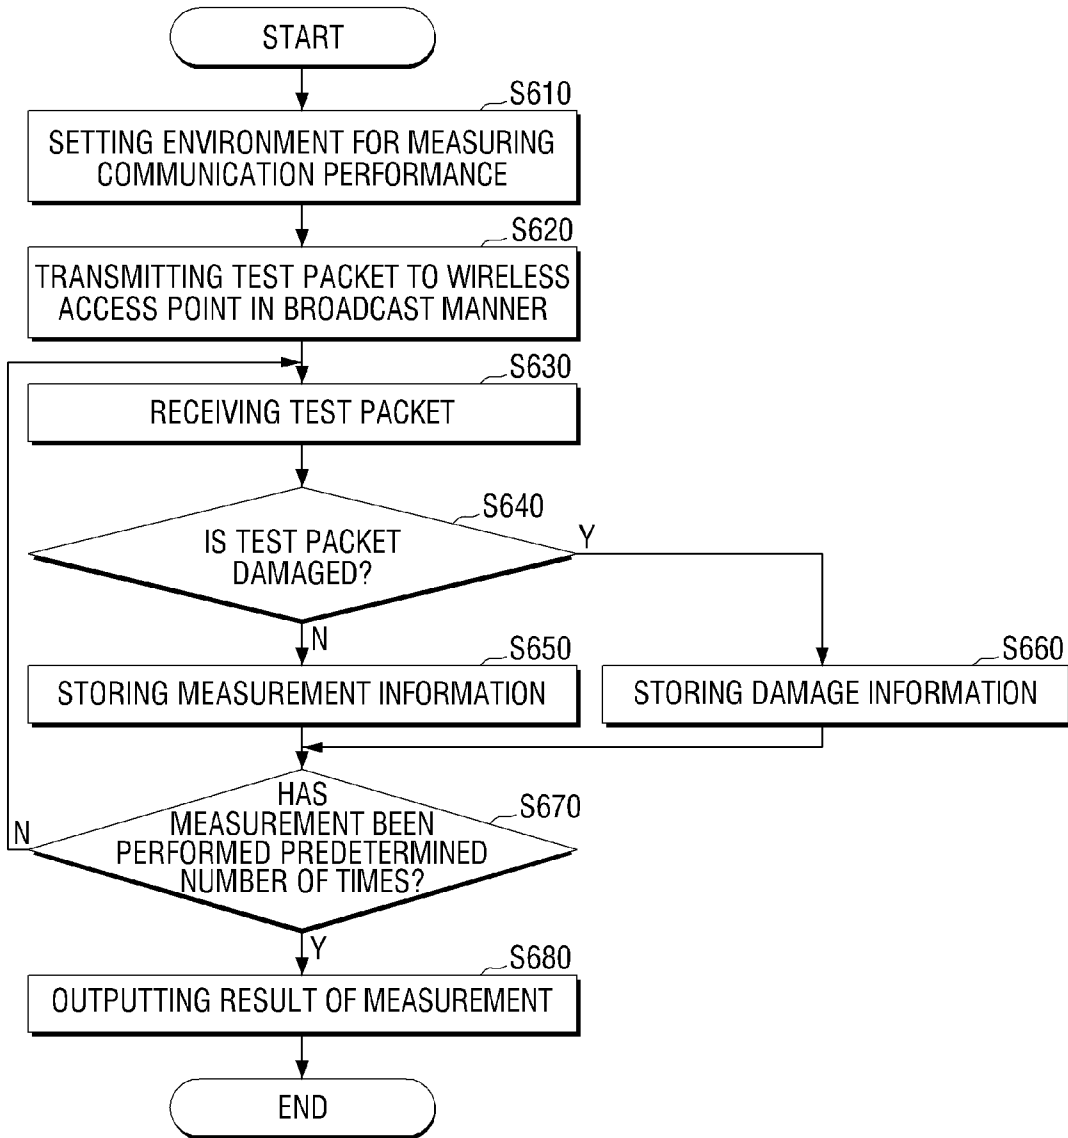 START
S610
SETTING ENVIRONMENT FOR MEASURING
COMMUNICATION PERFORMANCE
S620
TRANSMITTING TEST PACKET TO WIRELESS
ACCESS POINT IN BROADCAST MANNER
S630
RECEIVING TEST PACKET
S640
IS TEST PACKET
DAMAGED?
Y
N
S650
STORING MEASUREMENT INFORMATION
S660
STORING DAMAGE INFORMATION
S670
HAS
MEASUREMENT BEEN
PERFORMED PREDETERMINED
NUMBER OF TIMES?
N
Y
S680
OUTPUTTING RESULT OF MEASUREMENT
END